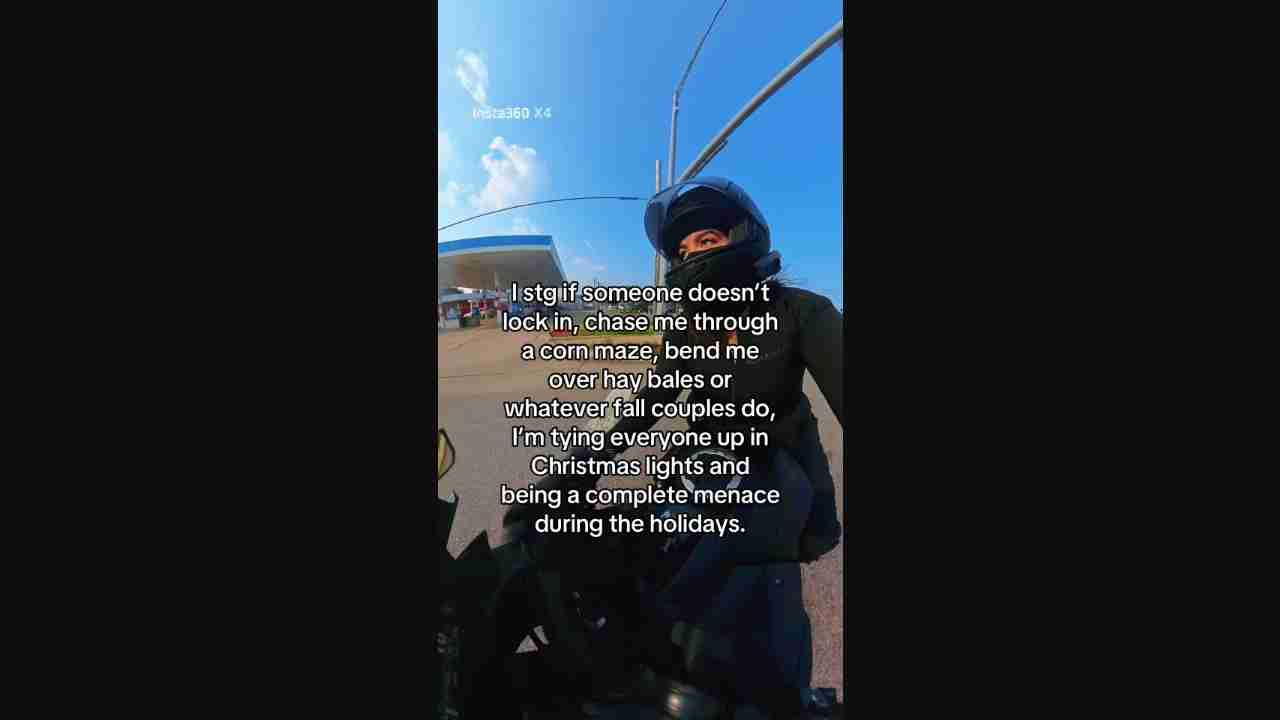 Insta360 X4
I stg if someone doesn't
lock in, chase me through
a corn maze, bend me
over hay bales or
whatever fall couples do,
I'm tying everyone up in
Christmas lights and
being a complete menace
during the holidays.